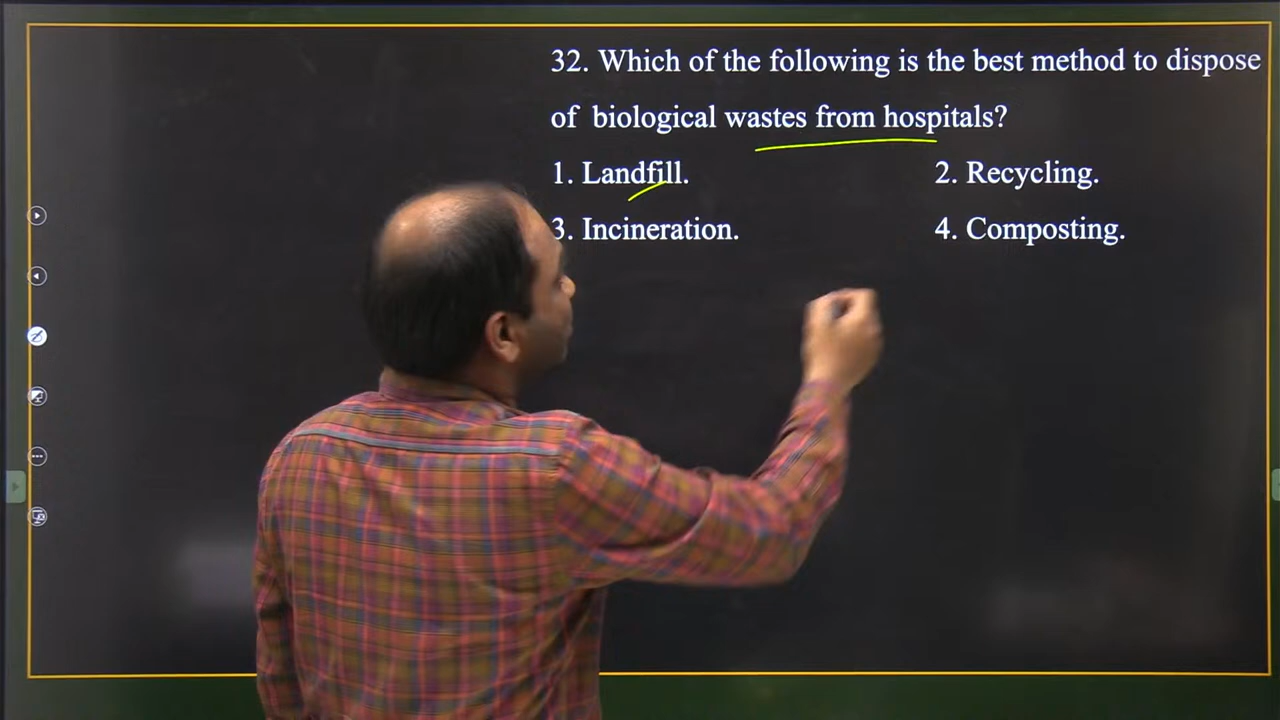 32. Which of the following is the best method to dispose
of biological wastes from hospitals?
1. Landfill. 2. Recycling.
3. Incineration. 4. Composting.